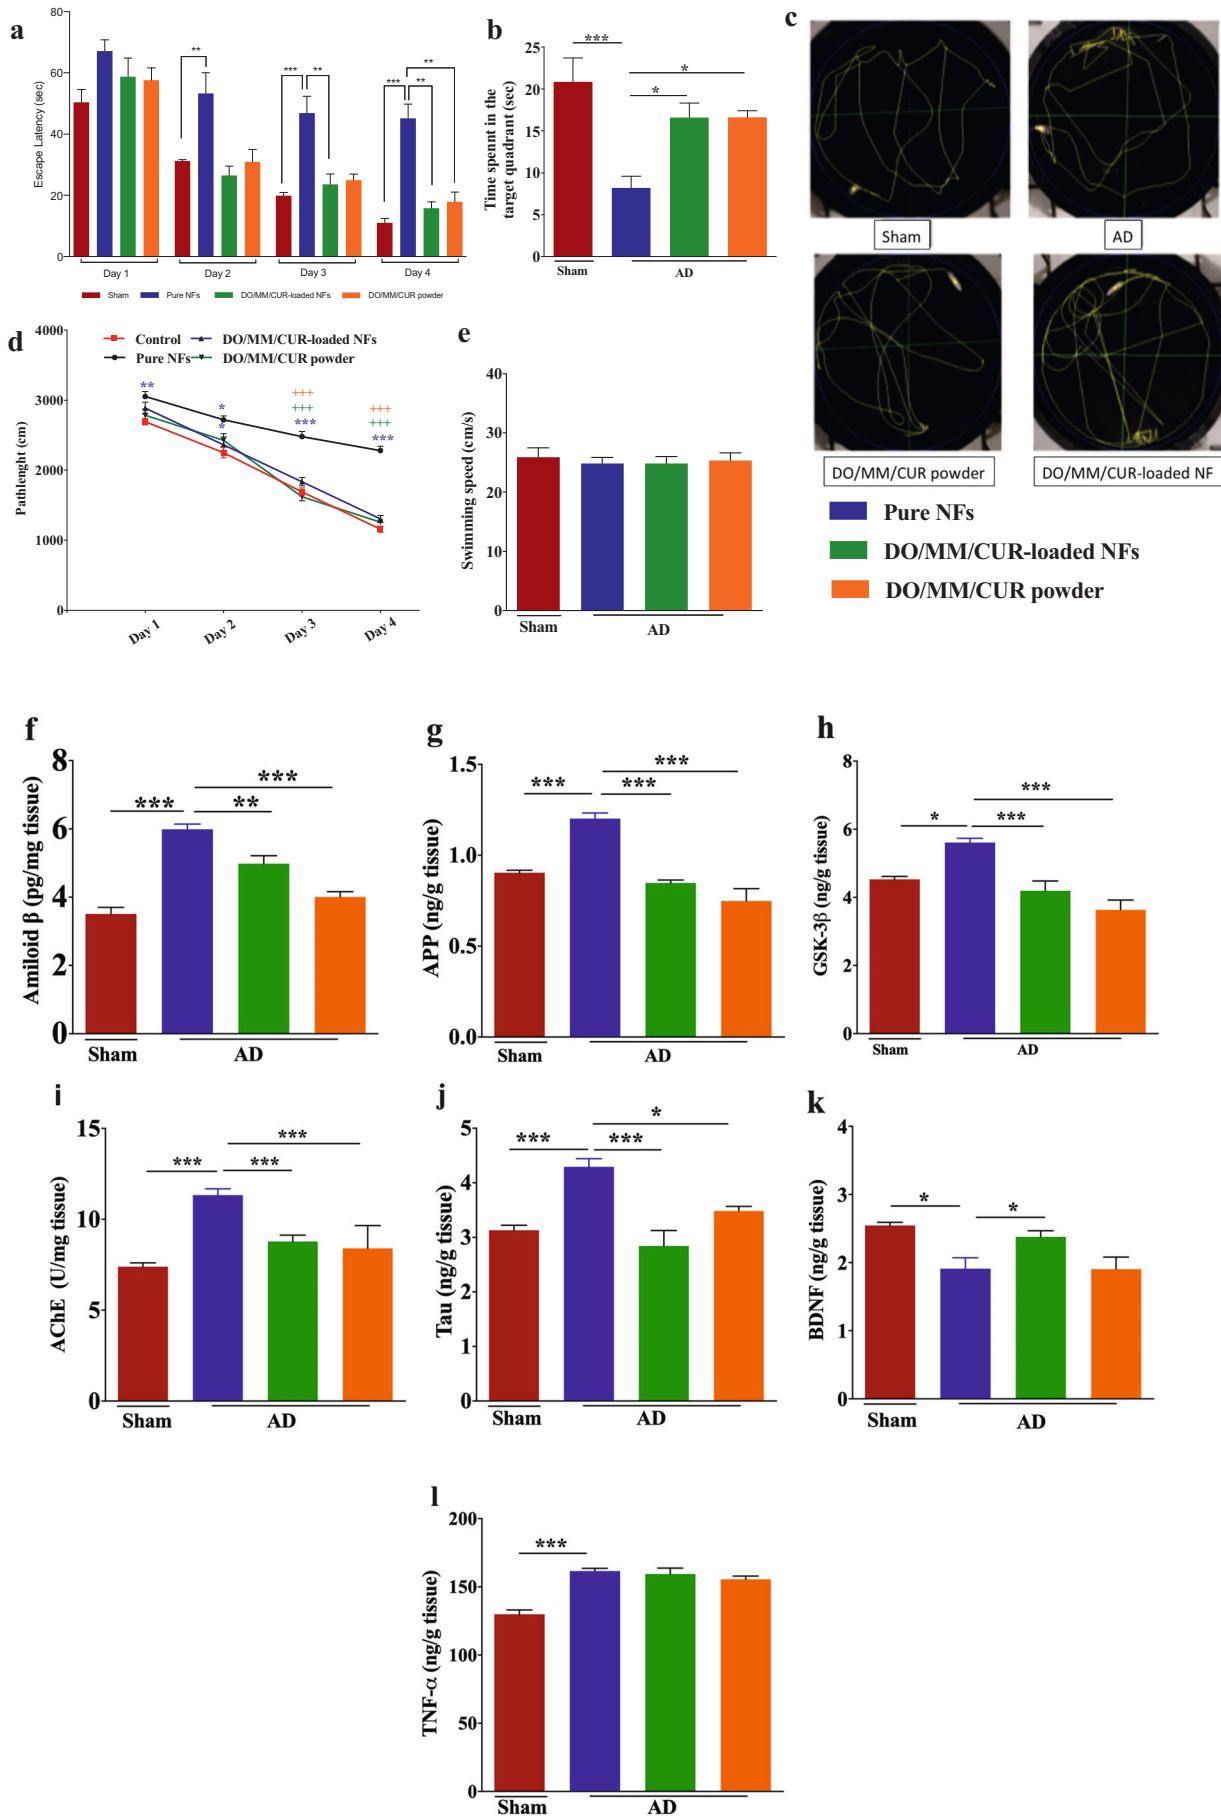 a
80
60
40
20
0
Escape Latency (sec)
**
***
**
***
**
**
Day 1
Day 2
Day 3
Day 4
Sham
Pure NFs
DO/MM/CUR-loaded NFs
DO/MM/CUR powder
b
25
20
15
10
5
0
Time spennt in the
target quadrant (sec)
***
*
*
Sham
AD
c
Sham
AD
DO/MM/CUR powder
DO/MM/CUR-loaded NF
Pure NFs
DO/MM/CUR-loaded NFs
DO/MM/CUR powder
d
4000
3000
2000
1000
0
Pathlenght (cm)
Control
DO/MM/CUR-loaded NFs
Pure NFs
DO/MM/CUR powder
**
*
*
+++
+++
***
+++
+++
***
Day 1
Day 2
Day 3
Day 4
e
40
30
20
10
0
Swimming speed (cm/s)
Sham
AD
f
8
6
4
2
0
Amiloid β (pg/mg tissue)
***
***
**
Sham
AD
g
1.5
1.0
0.5
0.0
APP (ng/g tissue)
***
***
***
Sham
AD
h
8
6
4
2
0
GSK-3β (ng/g tissue)
***
*
***
Sham
AD
i
15
10
5
0
AChE (U/mg tissue)
***
***
***
Sham
AD
j
5
4
3
2
1
0
Tau (ng/g tissue)
*
***
***
Sham
AD
k
4
3
2
1
0
BDNF (ng/g tissue)
*
*
Sham
AD
l
200
150
100
50
0
TNF-α (ng/g tissue)
***
Sham
AD